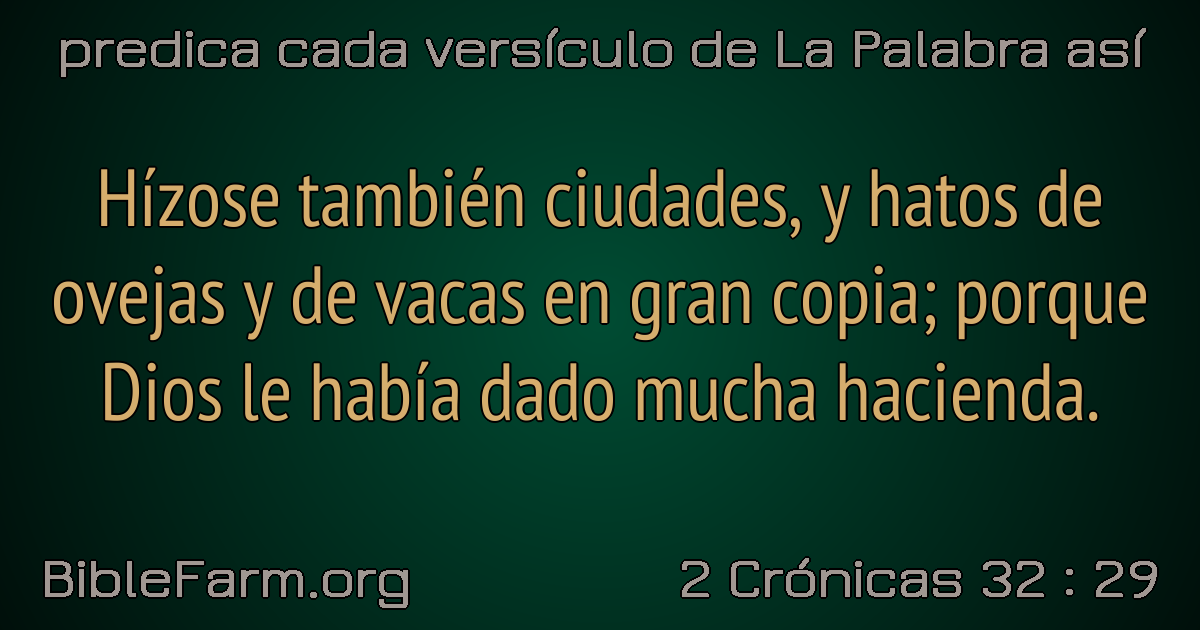 predica cada versículo de La Palabra así
Hízose también ciudades, y hatos de
ovejas y de vacas en gran copia; porque
Dios le había dado mucha hacienda.
BibleFarm.org
2 Crónicas 32 : 29